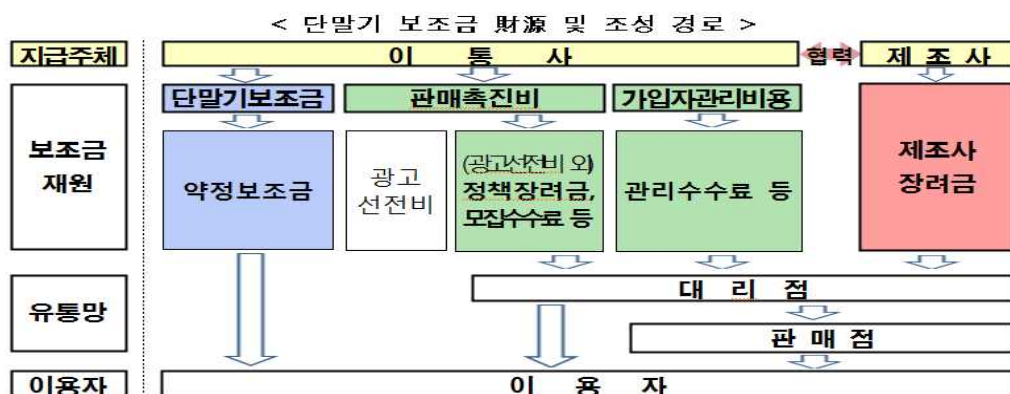 < 단말기 보조금 財源 및 조성 경로 >
지급주체
이 통 사
협력
제 조 사
단말기보조금
판매촉진비
가입자관리비용
보조금
재원
약정보조금
광고
선전비
(광고선전비 외)
정책장려금,
모집수수료 등
관리수수료 등
제조사
장려금
유통망
대 리 점
판 매 점
이용자
이 용 자